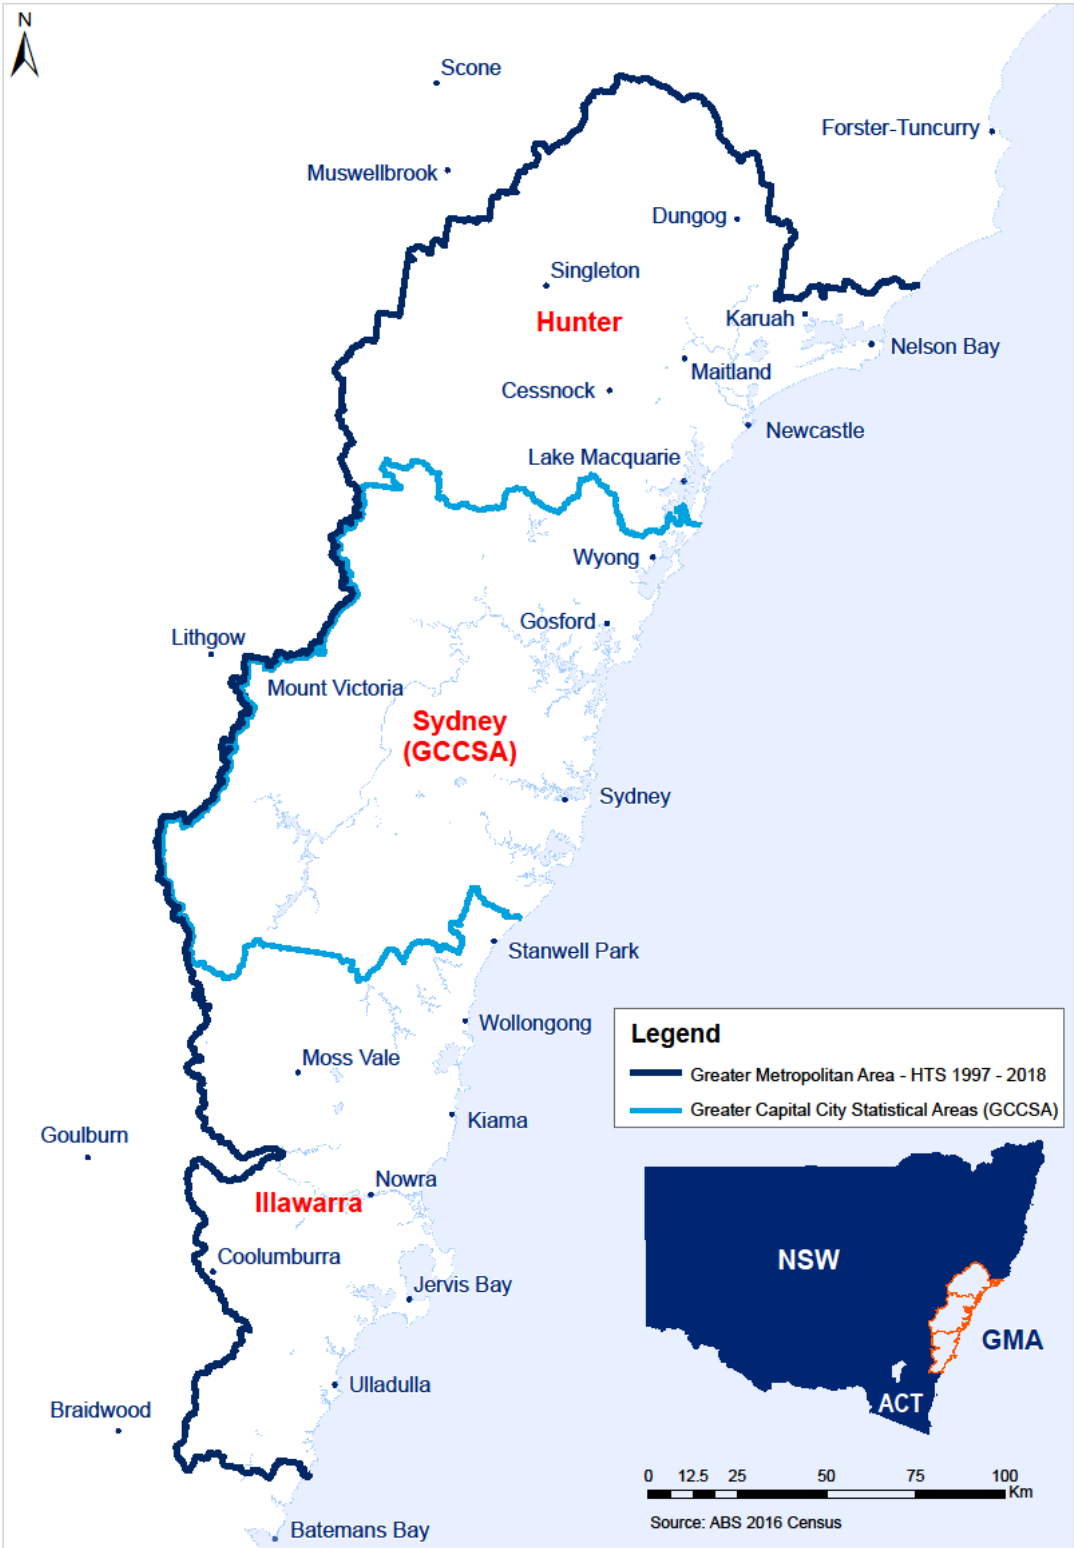 N
Scone
Forster-Tuncurry
Muswellbrook
Dungog
Singleton
Hunter
Karuah
Nelson Bay
Maitland
Cessnock
Newcastle
Lake Macquarie
Wyong
Gosford
Lithgow
Mount Victoria
Sydney
(GCCSA)
Sydney
Stanwell Park
Wollongong
Moss Vale
Kiama
Goulburn
Nowra
Illawarra
Coolumburra
Jervis Bay
Ulladulla
Braidwood
Batemans Bay
Legend
Greater Metropolitan Area - HTS 1997 - 2018
Greater Capital City Statistical Areas (GCCSA)
NSW
GMA
ACT
0 12.5 25 50 75 100
Km
Source: ABS 2016 Census